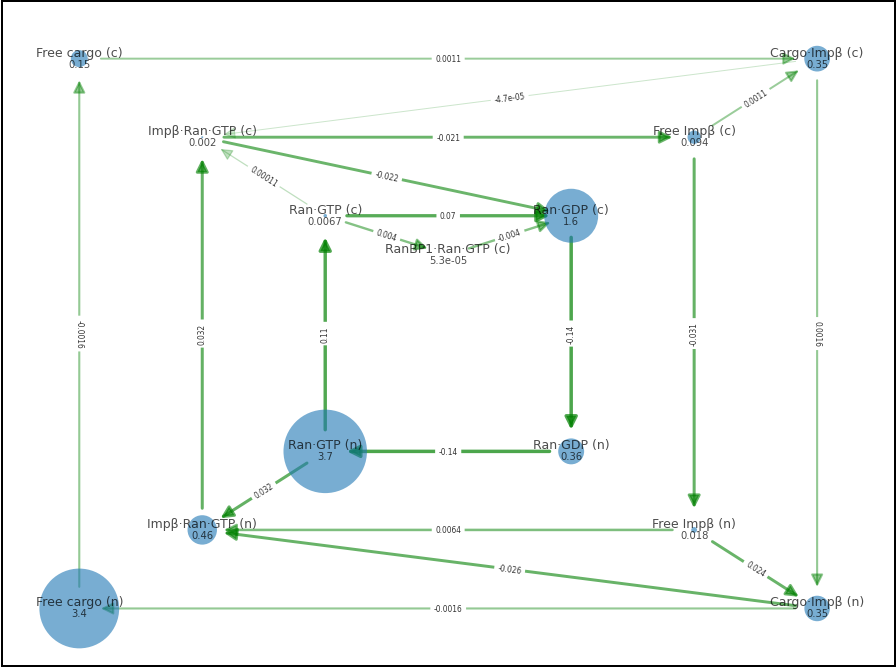 Free cargo (c)
0.15
0.0011
Cargo·Impβ (c)
0.35
-4.7e-05
0.0011
Impβ·Ran·GTP (c)
0.002
-0.021
Free Impβ (c)
0.094
-0.022
0.00011
Ran·GTP (c)
0.0067
0.07
Ran·GDP (c)
1.6
0.004
-0.004
RanBP1·Ran·GTP (c)
5.3e-05
-0.0016
0.032
0.11
-0.14
-0.031
0.0016
Ran·GTP (n)
3.7
-0.14
Ran·GDP (n)
0.36
0.032
Impβ·Ran·GTP (n)
0.46
0.0064
Free Impβ (n)
0.018
-0.026
0.024
Free cargo (n)
3.4
-0.0016
Cargo·Impβ (n)
0.35